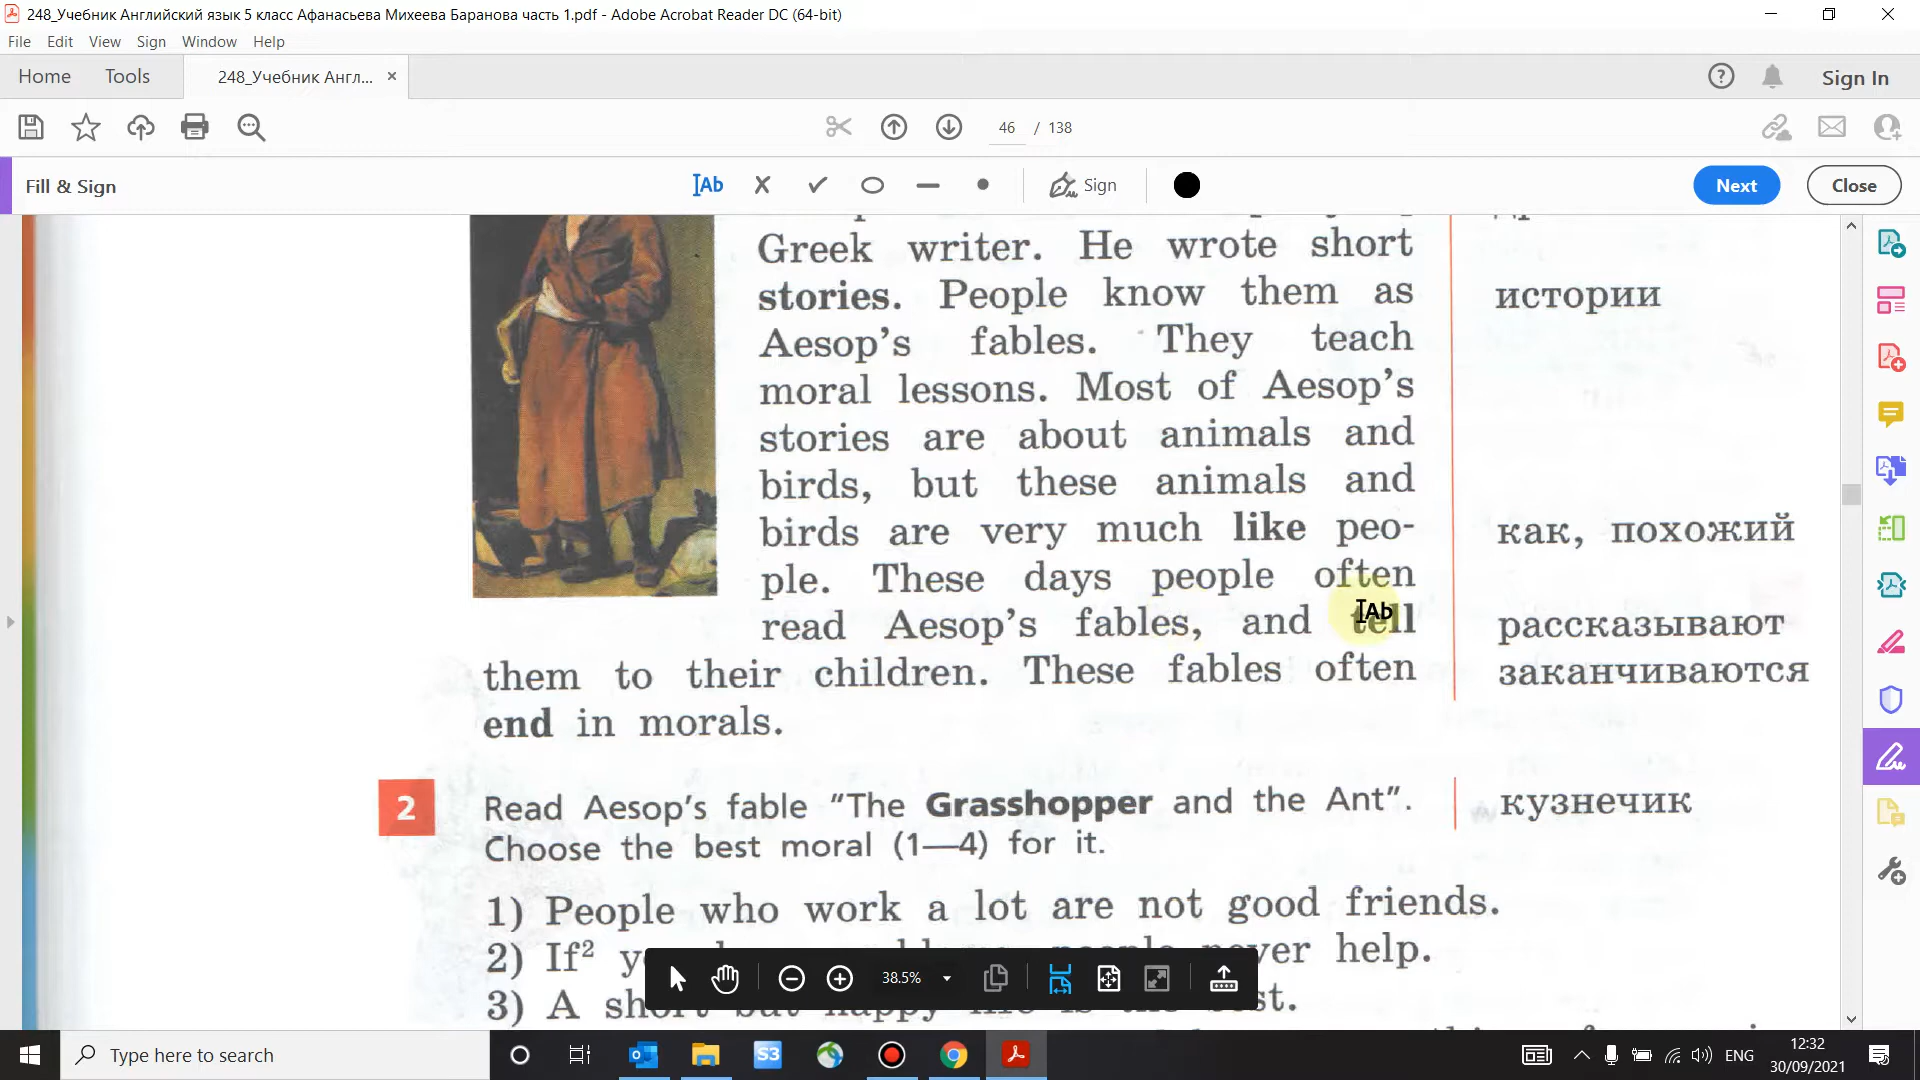 248_Учебник Английский язык 5 класс Афанасьева Михеева Баранова часть 1.pdf - Adobe Acrobat Reader DC (64-bit)
File Edit View Sign Window Help
Home Tools 248_Учебник Англ... × Sign In
46 / 138
Fill & Sign Ab Sign Next Close
Greek writer. He wrote short
stories. People know them as истории
Aesop's fables. They teach
moral lessons. Most of Aesop's
stories are about animals and
birds, but these animals and
birds are very much like peo- как, похожий
ple. These days people often
read Aesop's fables, and tell рассказывают
them to their children. These fables often заканчиваются
end in morals.
2 Read Aesop's fable “The Grasshopper and the Ant”. кузнечик
Choose the best moral (1—4) for it.
1) People who work a lot are not good friends.
2) If² help.
3) A
38.5%
Type here to search
S3
ENG
12:32
30/09/2021